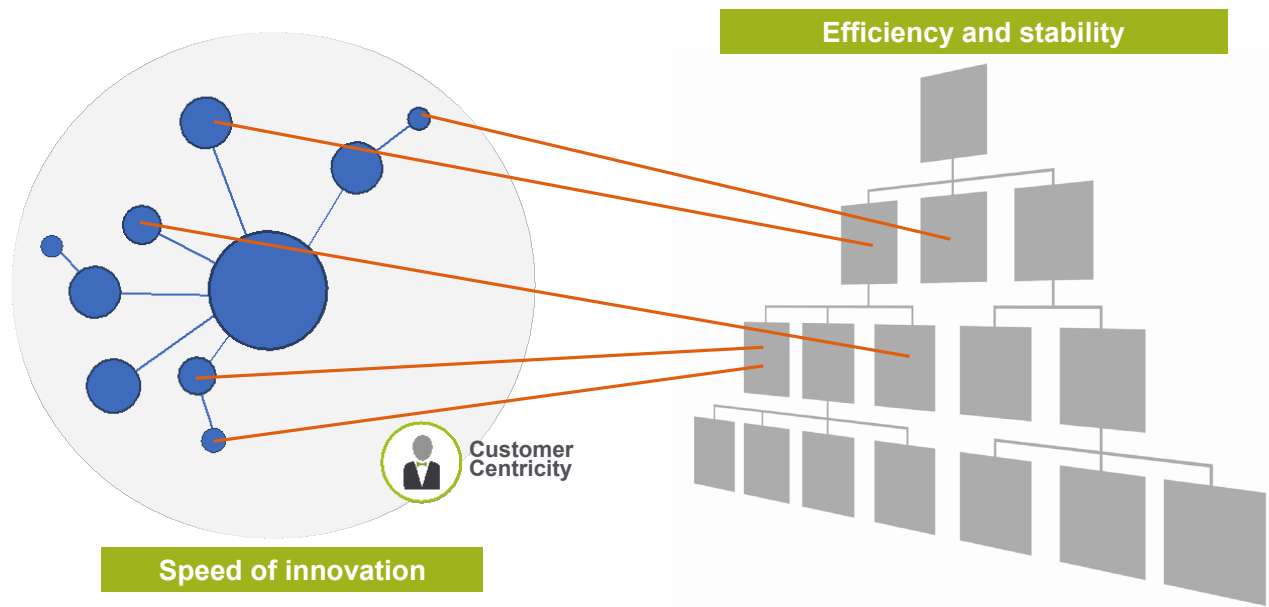 Efficiency and stability
Customer
Centricity
Speed of innovation